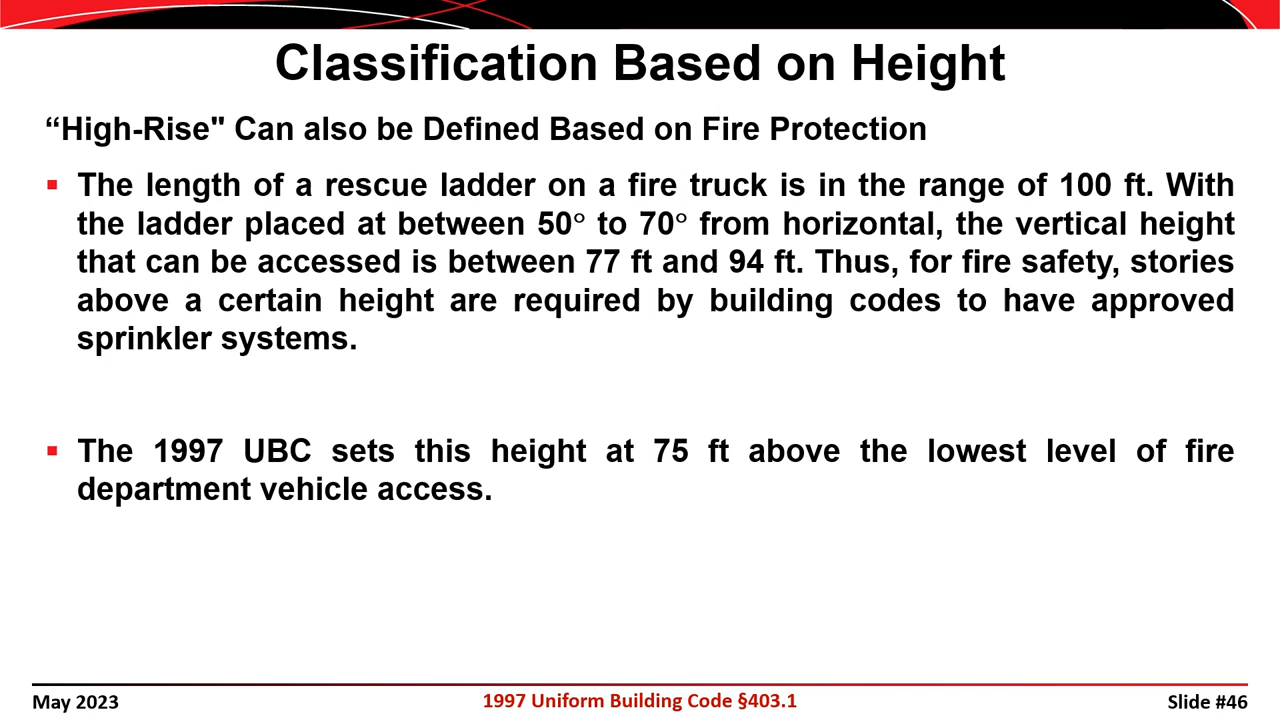 Classification Based on Height
“High-Rise" Can also be Defined Based on Fire Protection
▪ The length of a rescue ladder on a fire truck is in the range of 100 ft. With
the ladder placed at between 50° to 70° from horizontal, the vertical height
that can be accessed is between 77 ft and 94 ft. Thus, for fire safety, stories
above a certain height are required by building codes to have approved
sprinkler systems.
▪ The 1997 UBC sets this height at 75 ft above the lowest level of fire
department vehicle access.
May 2023
1997 Uniform Building Code §403.1
Slide #46